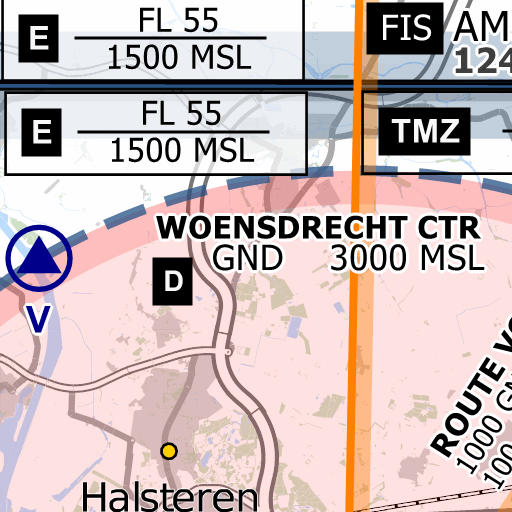 E FL 55
1500 MSL
FIS AM
124
E FL 55
1500 MSL
TMZ
WOENSDRECHT CTR
D GND 3000 MSL
V
ROUTE V
1000 G
100
Halsteren